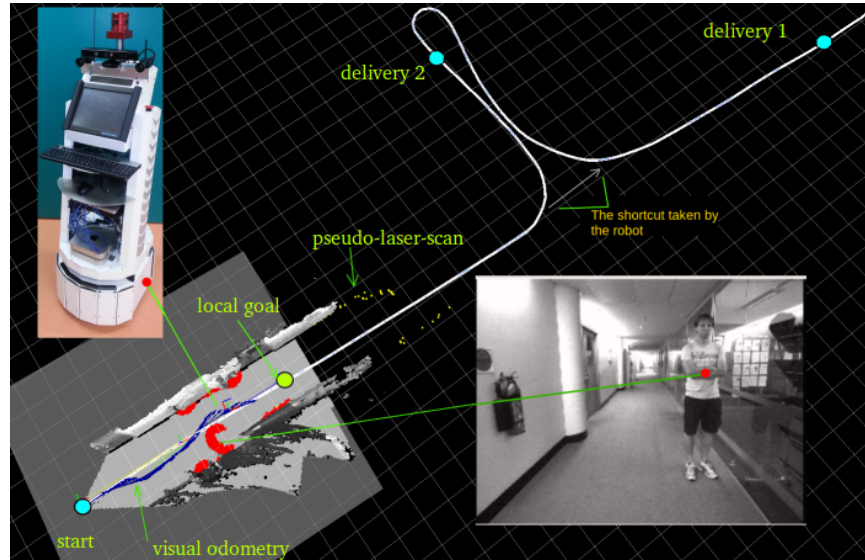 delivery 1
delivery 2
The shortcut taken by
the robot
pseudo-laser-scan
local goal
start
visual odometry